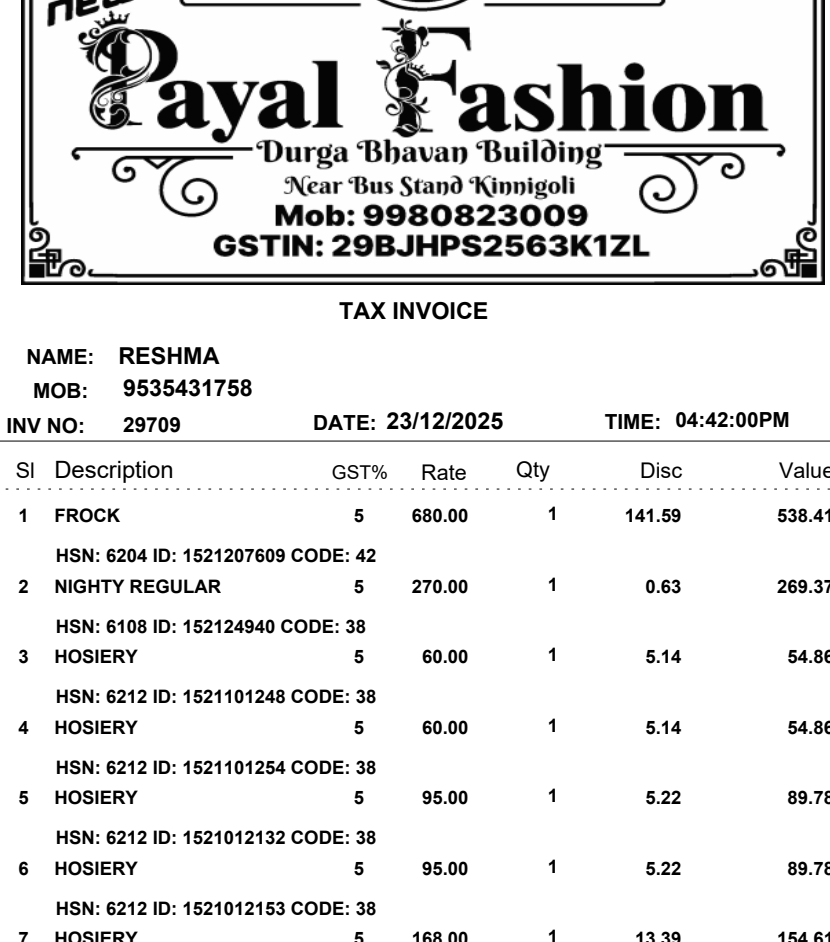 new
Payal Fashion
Durga Bhavan Building
Near Bus Stand Kinnigoli
Mob: 9980823009
GSTIN: 29BJHPS2563K1ZL
TAX INVOICE
NAME: RESHMA
MOB: 9535431758
INV NO: 29709 DATE: 23/12/2025 TIME: 04:42:00PM
Sl Description GST% Rate Qty Disc Value
1 FROCK 5 680.00 1 141.59 538.41
HSN: 6204 ID: 1521207609 CODE: 42
2 NIGHTY REGULAR 5 270.00 1 0.63 269.37
HSN: 6108 ID: 152124940 CODE: 38
3 HOSIERY 5 60.00 1 5.14 54.86
HSN: 6212 ID: 1521101248 CODE: 38
4 HOSIERY 5 60.00 1 5.14 54.86
HSN: 6212 ID: 1521101254 CODE: 38
5 HOSIERY 5 95.00 1 5.22 89.78
HSN: 6212 ID: 1521012132 CODE: 38
6 HOSIERY 5 95.00 1 5.22 89.78
HSN: 6212 ID: 1521012153 CODE: 38
7 HOSIERY 5 168.00 1 13.39 154.61